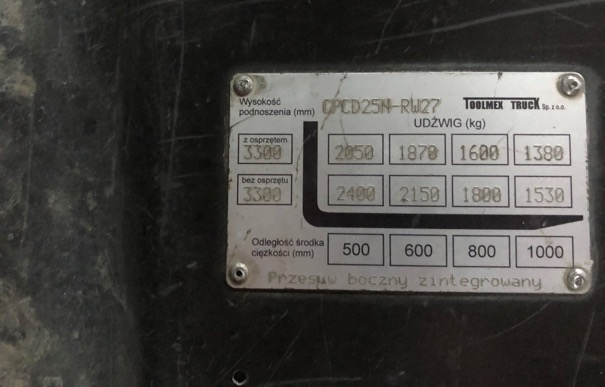 Wysokość podnoszenia (mm)
CPCD25N-RW27
TOOLMEX TRUCK Sp. z o.o.
UDŹWIG (kg)
z osprzętem
3300 2050 1870 1600 1380
bez osprzętu
3300 2400 2150 1800 1530
Odległość środka ciężkości (mm)
500 600 800 1000
Przesuw boczny zintegrowany